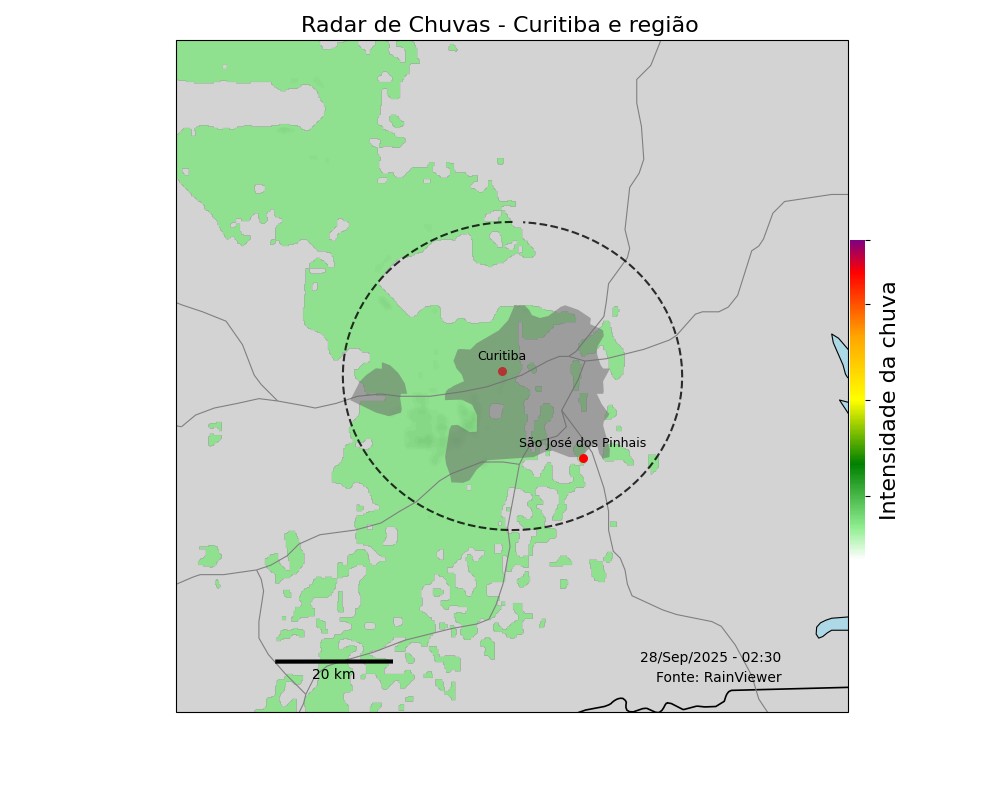 Radar de Chuvas - Curitiba e região
Curitiba
São José dos Pinhais
Intensidade da chuva
28/Sep/2025 - 02:30
20 km
Fonte: RainViewer